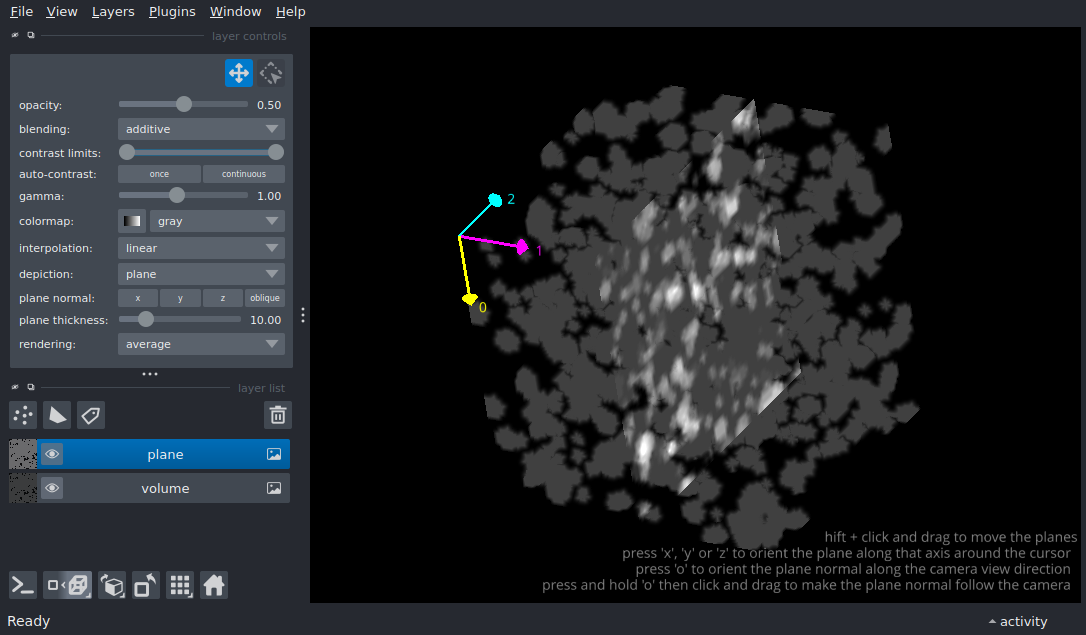 File View Layers Plugins Window Help
layer controls
opacity: 0.50
blending: additive
contrast limits:
auto-contrast: once continuous
gamma: 1.00
colormap: gray
interpolation: linear
depiction: plane
plane normal: x y z oblique
plane thickness: 10.00
rendering: average
layer list
plane
volume
2
1
0
hift + click and drag to move the planes
press 'x', 'y' or 'z' to orient the plane along that axis around the cursor
press 'o' to orient the plane normal along the camera view direction
press and hold 'o' then click and drag to make the plane normal follow the camera
Ready
activity